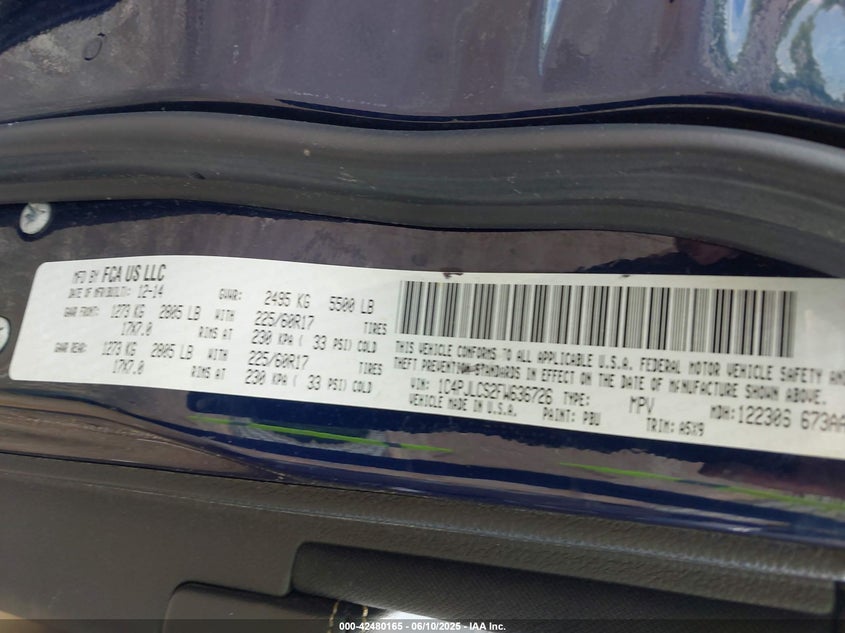 MFD BY FCA US LLC
DATE OF MFR/BUILT: 12-14 GVWR: 2495 KG 5500 LB
GAWR FRONT: 1273 KG 2805 LB WITH 225/60R17 TIRES
17X7.0 RIMS AT 230 KPA ( 33 PSI) COLD
GAWR REAR: 1273 KG 2805 LB WITH 225/60R17 TIRES
17X7.0 RIMS AT 230 KPA ( 33 PSI) COLD
THIS VEHICLE CONFORMS TO ALL APPLICABLE U.S.A. FEDERAL MOTOR VEHICLE SAFETY AND
THEFT PREVENTION STANDARDS IN EFFECT ON THE DATE OF MANUFACTURE SHOWN ABOVE.
VIN: 1C4PJLCS2FW636726 TYPE: MPV MDH: 12230S 673AA
VEHICLE MADE IN U.S.A. PAINT: PBU TRIM: A5X9
000-42480165 - 06/10/2025 - IAA Inc.